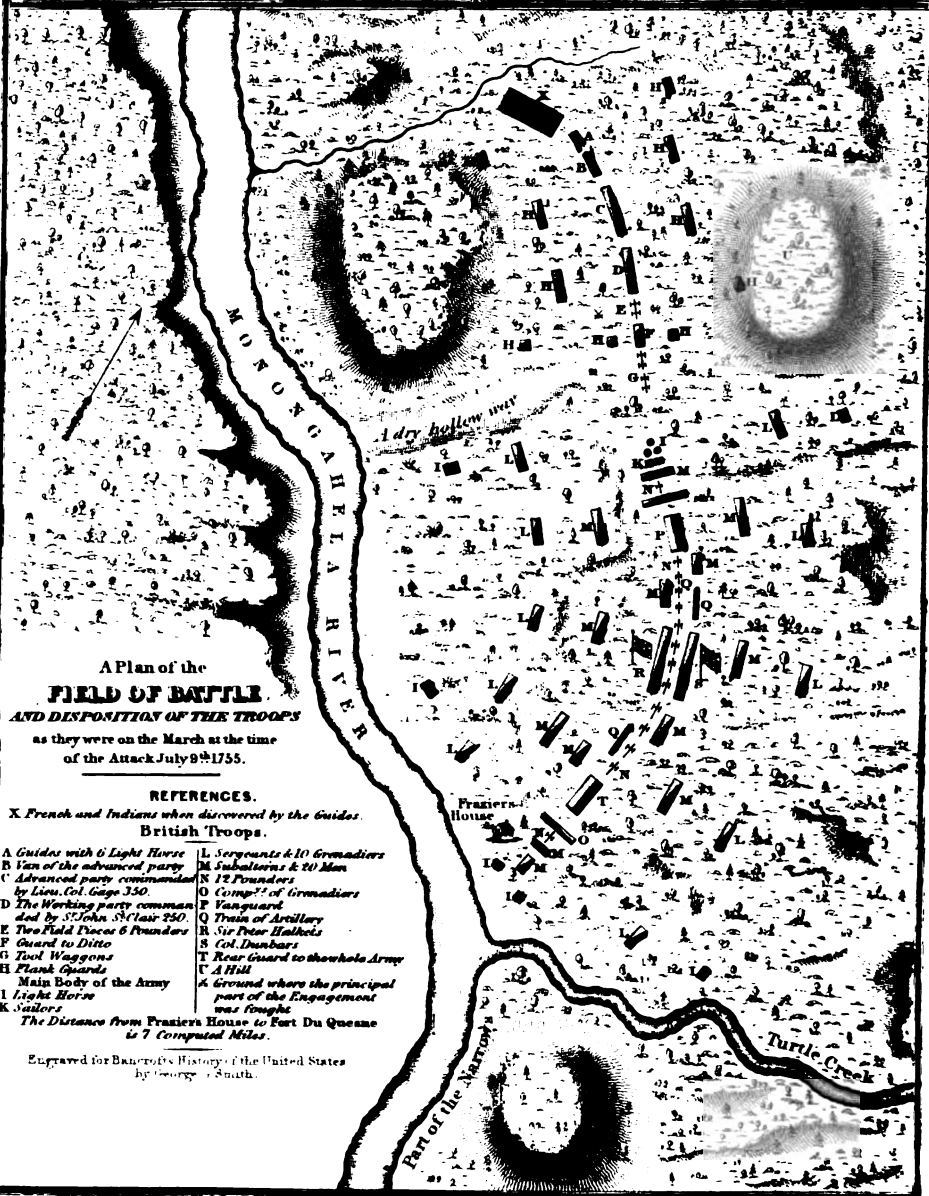 MONONGAHELA RIVER
A dry hollow way
Frazier's
House
Turtle Creek
Part of the Narrows
A Plan of the
FIELD OF BATTLE,
AND DISPOSITION OF THE TROOPS
as they were on the March at the time
of the Attack July 9th 1755.
REFERENCES.
X French and Indians when discovered by the Guides.
British Troops.
A Guides with 6 Light Horse
B Van of the advanced party
C Advanced party commanded
by Lieu. Col. Gage 350.
D The Working party comman
ded by Sr. John St. Clair 250.
E Two Field Pieces 6 Pounders
F Guard to Ditto
G Tool Waggons
H Flank Guards
Main Body of the Army
I Light Horse
K Sailors
L Sergeants & 10 Grenadiers
M Subalterns & 20 Men
N 12 Pounders
O Compys. of Grenadiers
P Vanguard
Q Train of Artillery
R Sir Peter Halkets
S Col. Dunbars
T Rear Guard to the whole Army
U A Hill
Ground where the principal
part of the Engagement
was fought
The Distance from Frazier's House to Fort Du Quesne
is 7 Computed Miles.
Engraved for Bancroft's History of the United States
by George Smith.